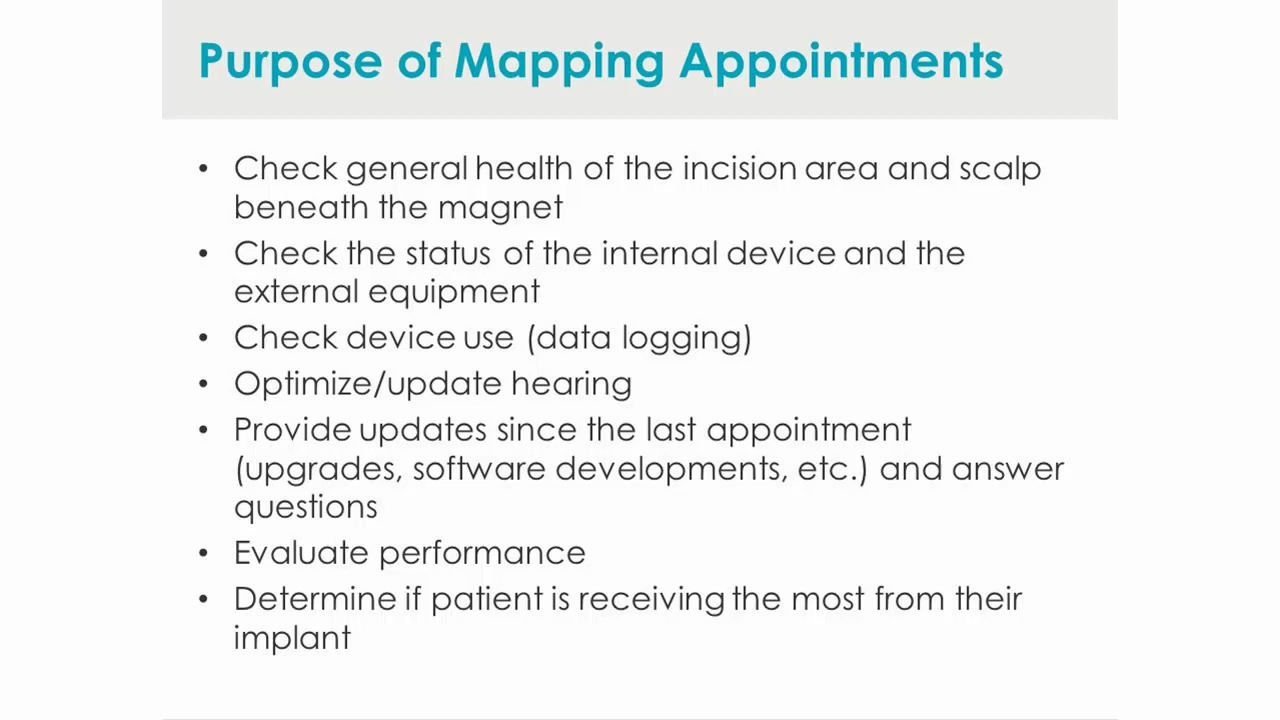 Purpose of Mapping Appointments
• Check general health of the incision area and scalp
beneath the magnet
• Check the status of the internal device and the
external equipment
• Check device use (data logging)
• Optimize/update hearing
• Provide updates since the last appointment
(upgrades, software developments, etc.) and answer
questions
• Evaluate performance
• Determine if patient is receiving the most from their
implant